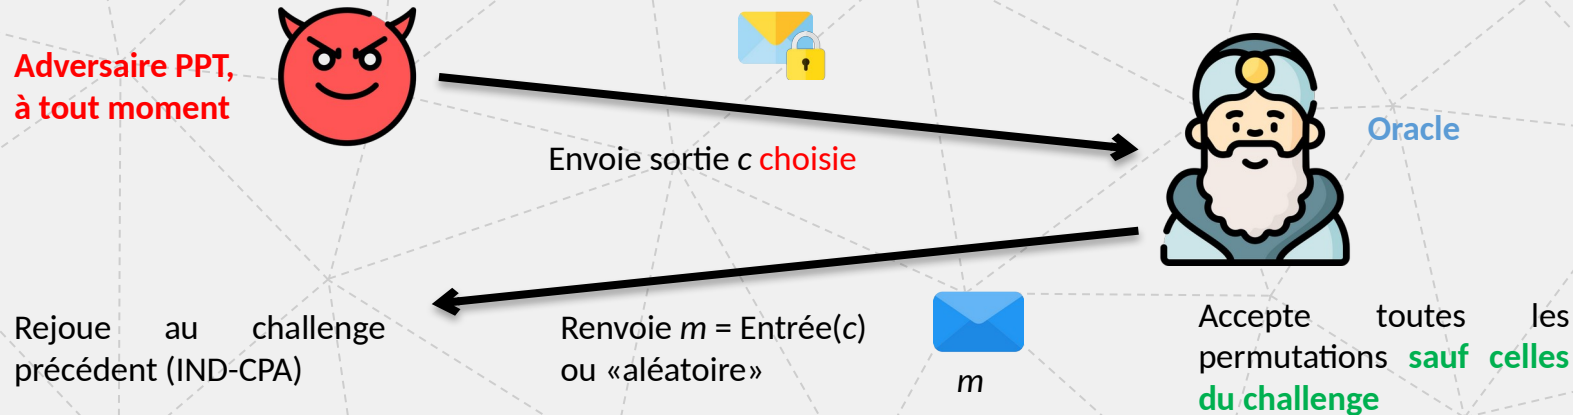 Adversaire PPT,
à tout moment
Envoie sortie c choisie
Oracle
Rejoue au challenge
précédent (IND-CPA)
Renvoie m = Entrée(c)
ou «aléatoire»
m
Accepte toutes les
permutations sauf celles
du challenge